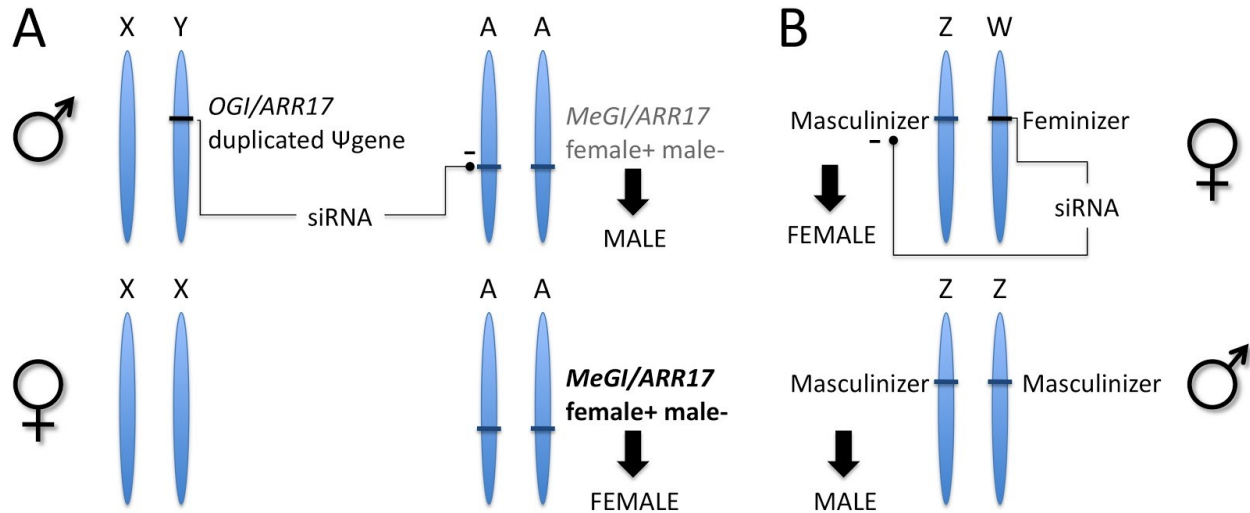 A
X Y
OGI/ARR17
duplicated Ψgene
siRNA
A A
–
MeGI/ARR17
female+ male-
MALE
X X
A A
MeGI/ARR17
female+ male-
FEMALE
B
Z W
Masculinizer
Feminizer
–
siRNA
FEMALE
Z Z
Masculinizer
Masculinizer
MALE